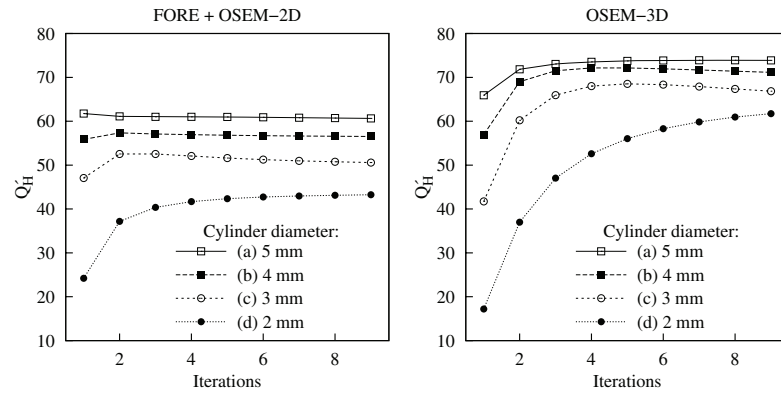 FORE + OSEM−2D
80
70
60
50
40
30
20
10
Q´H
2
4
6
8
Iterations
Cylinder diameter:
(a) 5 mm
(b) 4 mm
(c) 3 mm
(d) 2 mm
OSEM−3D
80
70
60
50
40
30
20
10
Q´H
2
4
6
8
Iterations
Cylinder diameter:
(a) 5 mm
(b) 4 mm
(c) 3 mm
(d) 2 mm